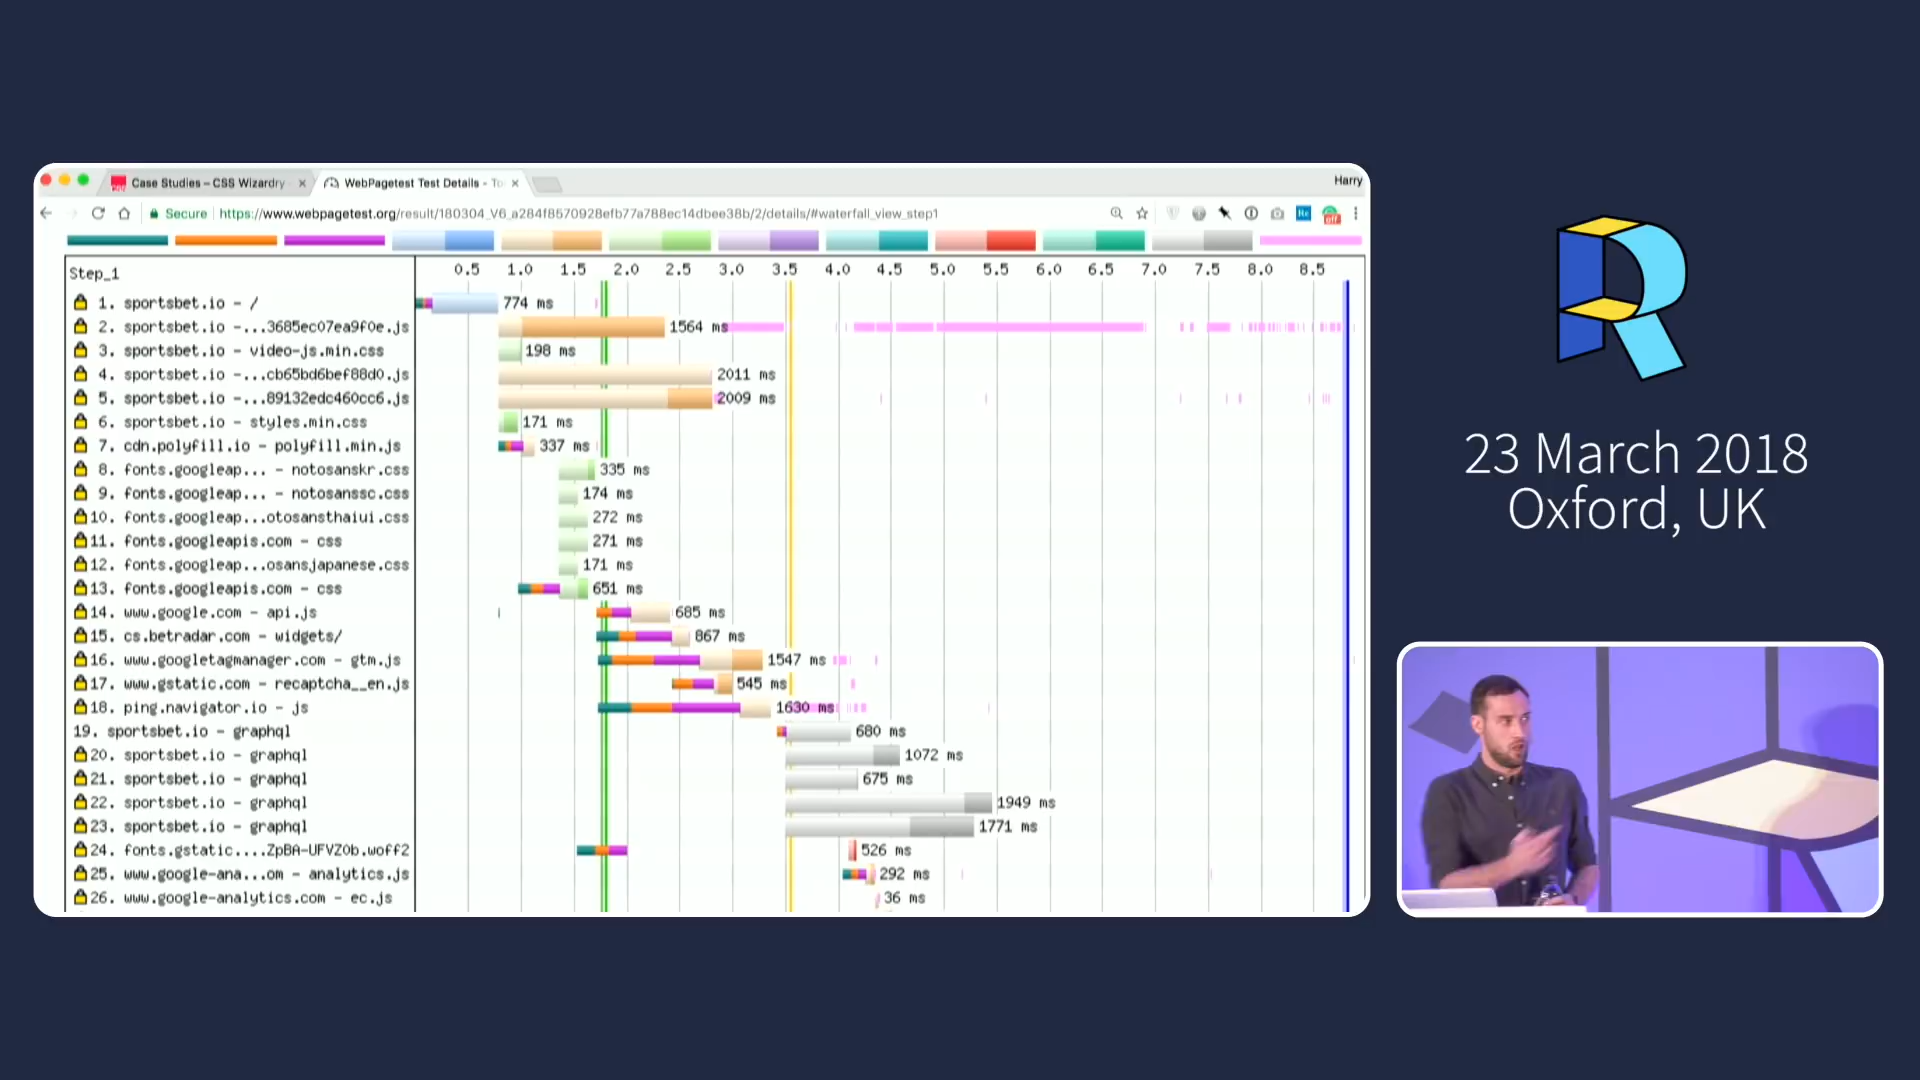 Case Studies – CSS Wizardry
WebPagetest Test Details - To
Harry
Secure
https://www.webpagetest.org/result/180304_V6_a284f8570928efb77a788ec14dbee38b/2/details/#waterfall_view_step1
off
Step_1
0.5 1.0 1.5 2.0 2.5 3.0 3.5 4.0 4.5 5.0 5.5 6.0 6.5 7.0 7.5 8.0 8.5
1. sportsbet.io - / 774 ms
2. sportsbet.io -...3685ec07ea9f0e.js 1564 ms
3. sportsbet.io - video-js.min.css 198 ms
4. sportsbet.io -...cb65bd6bef88d0.js 2011 ms
5. sportsbet.io -...89132edc460cc6.js 2009 ms
6. sportsbet.io - styles.min.css 171 ms
7. cdn.polyfill.io - polyfill.min.js 337 ms
8. fonts.googleap... - notosanskr.css 335 ms
9. fonts.googleap... - notosanssc.css 174 ms
10. fonts.googleap...otosansthaiui.css 272 ms
11. fonts.googleapis.com - css 271 ms
12. fonts.googleap...osansjapanese.css 171 ms
13. fonts.googleapis.com - css 651 ms
14. www.google.com - api.js 685 ms
15. cs.betradar.com - widgets/ 867 ms
16. www.googletagmanager.com - gtm.js 1547 ms
17. www.gstatic.com - recaptcha__en.js 545 ms
18. ping.navigator.io - js 1630 ms
19. sportsbet.io - graphql 680 ms
20. sportsbet.io - graphql 1072 ms
21. sportsbet.io - graphql 675 ms
22. sportsbet.io - graphql 1949 ms
23. sportsbet.io - graphql 1771 ms
24. fonts.gstatic....ZpBA-UFVZ0b.woff2 526 ms
25. www.google-ana...om - analytics.js 292 ms
26. www.google-analytics.com - ec.js 36 ms
R
23 March 2018
Oxford, UK